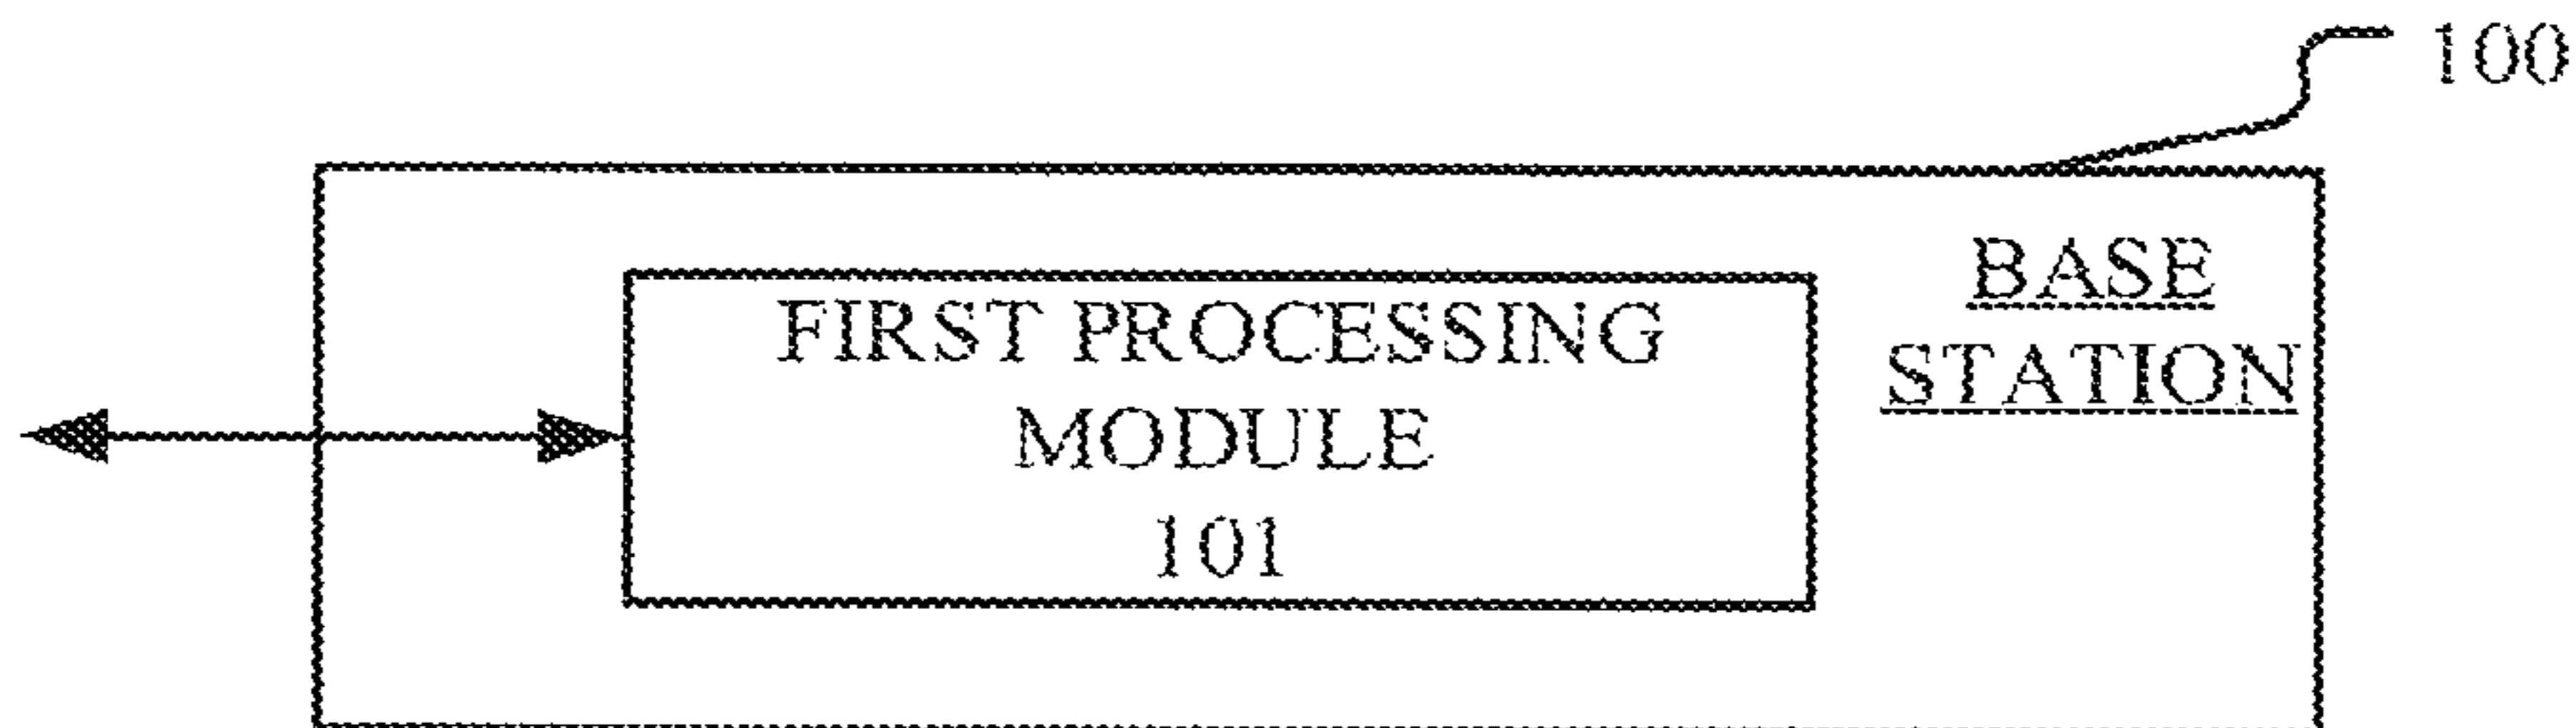 100
BASE
STATION
FIRST PROCESSING
MODULE
101